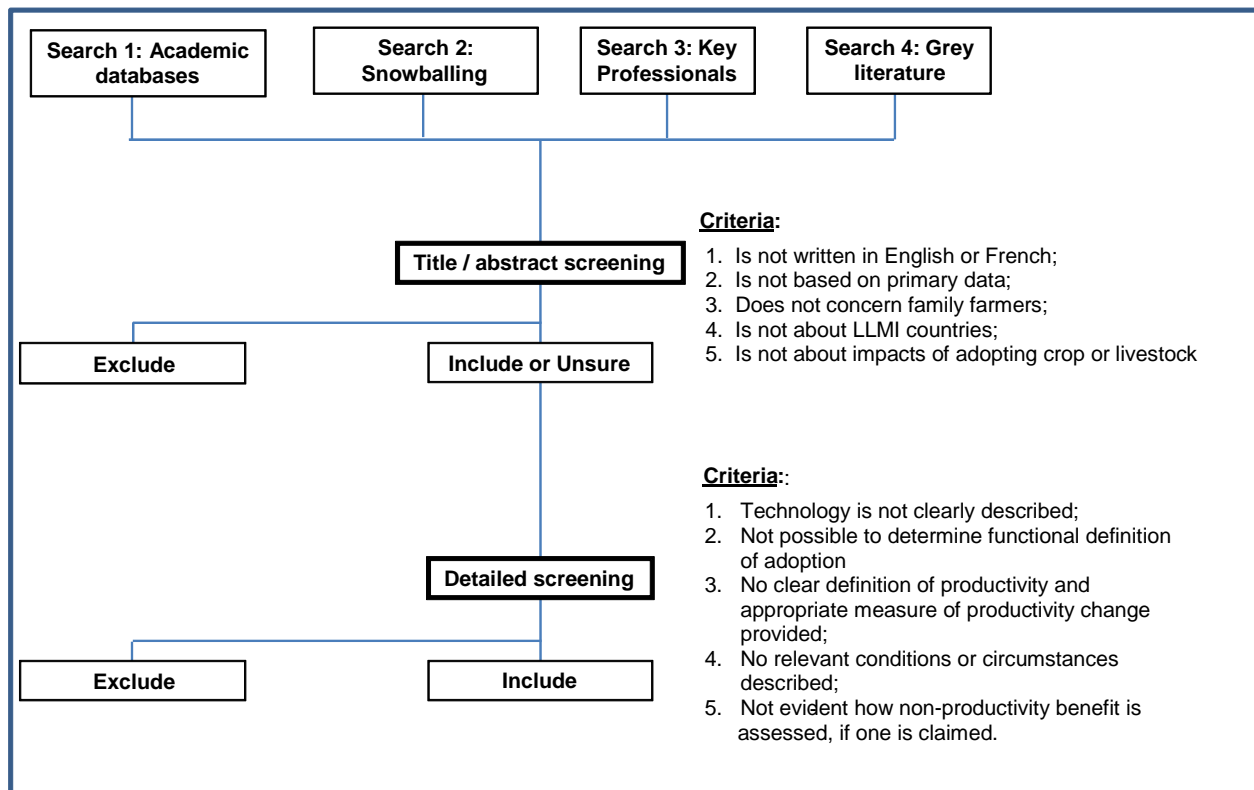 Search 1: Academic
databases
Search 2:
Snowballing
Search 3: Key
Professionals
Search 4: Grey
literature
Title / abstract screening
Criteria:
1. Is not written in English or French;
2. Is not based on primary data;
3. Does not concern family farmers;
4. Is not about LLMI countries;
5. Is not about impacts of adopting crop or livestock
Exclude
Include or Unsure
Criteria::
1. Technology is not clearly described;
2. Not possible to determine functional definition
of adoption
3. No clear definition of productivity and
appropriate measure of productivity change
provided;
4. No relevant conditions or circumstances
described;
5. Not evident how non-productivity benefit is
assessed, if one is claimed.
Detailed screening
Exclude
Include